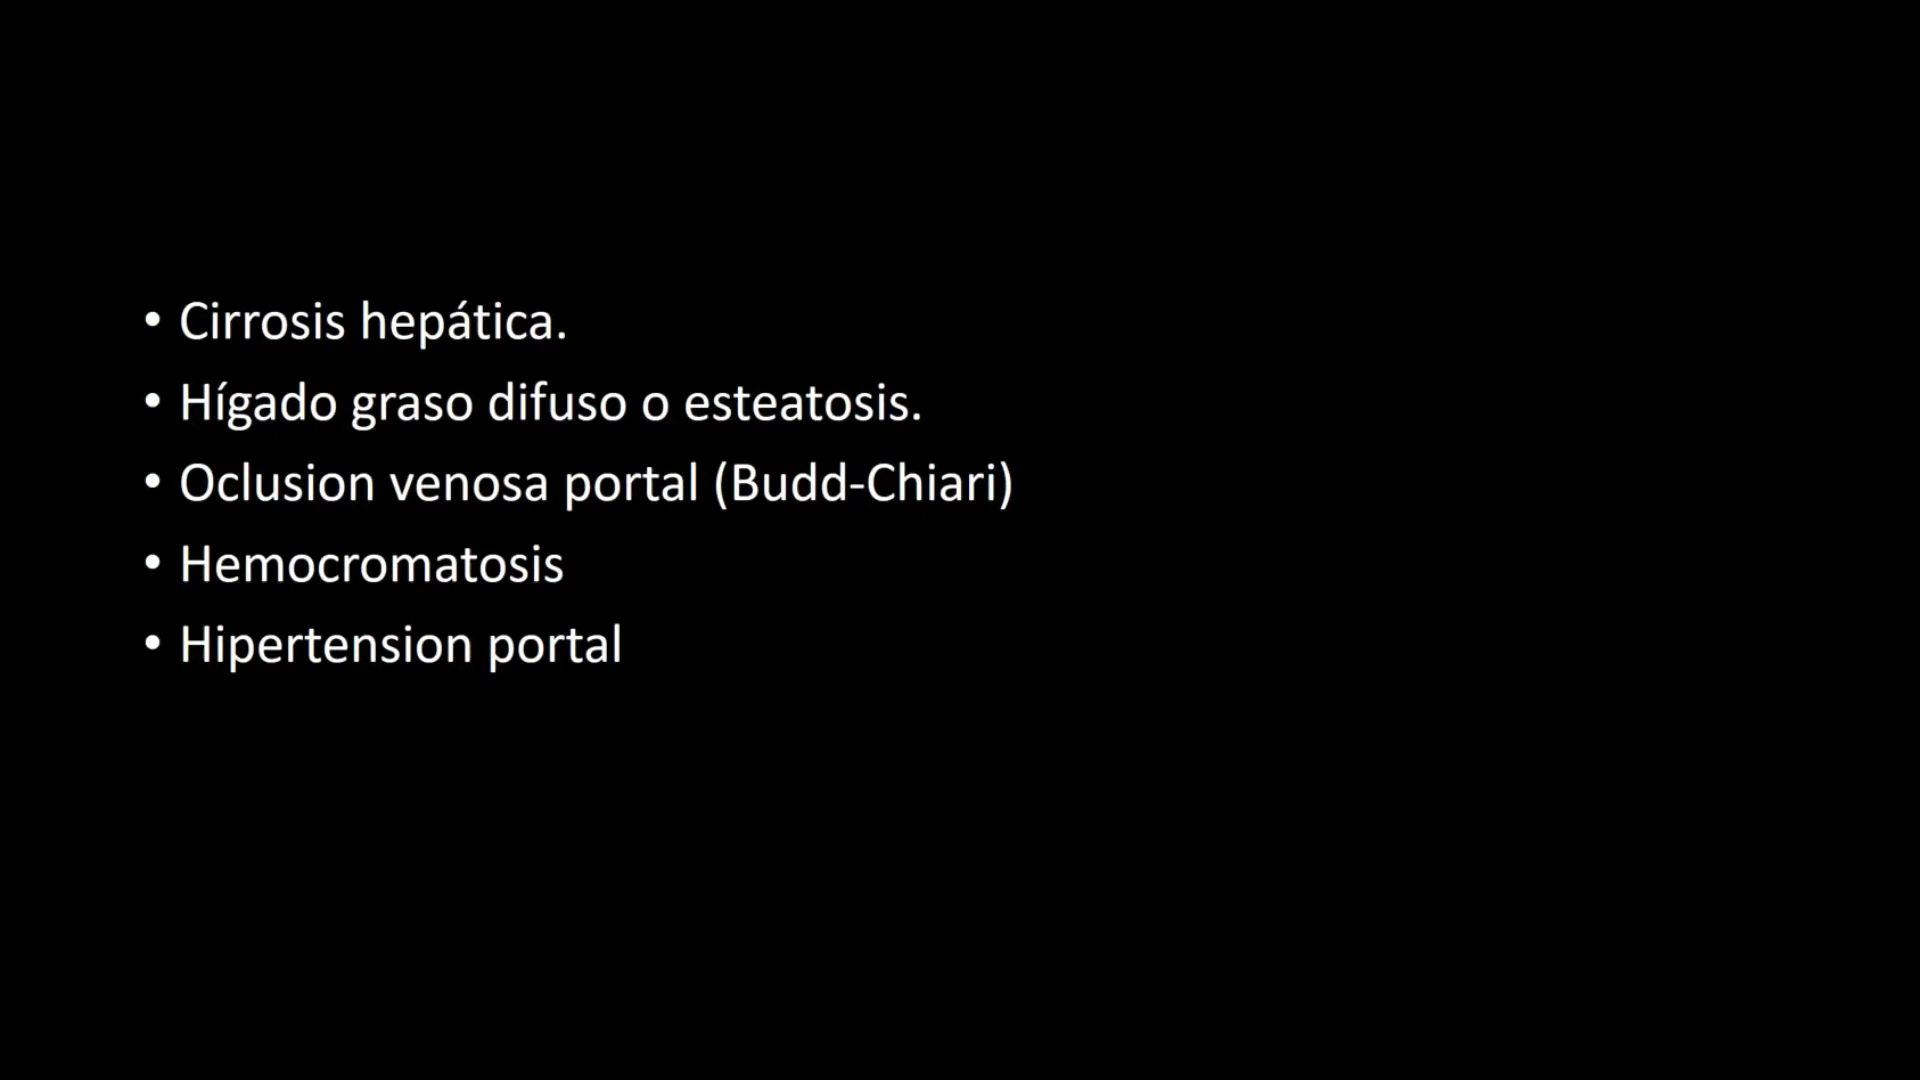 • Cirrosis hepática.
• Hígado graso difuso o esteatosis.
• Oclusion venosa portal (Budd-Chiari)
• Hemocromatosis
• Hipertension portal